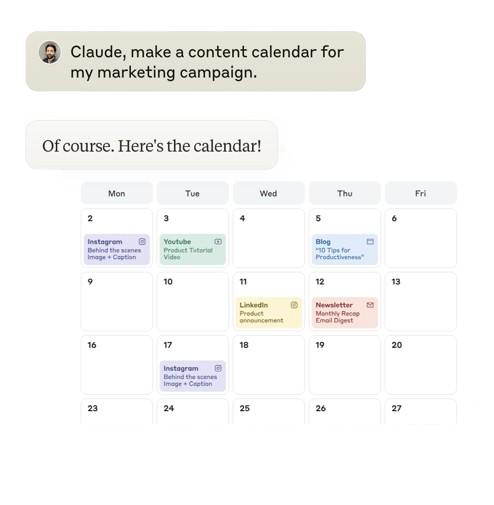 Claude, make a content calendar for
my marketing campaign.
Of course. Here's the calendar!
Mon Tue Wed Thu Fri
2 3 4 5 6
Instagram Youtube Blog
Behind the scenes Product Tutorial "10 Tips for
Image + Caption Video Productiveness"
9 10 11 12 13
LinkedIn Newsletter
Product Monthly Recap
announcement Email Digest
16 17 18 19 20
Instagram
Behind the scenes
Image + Caption
23 24 25 26 27